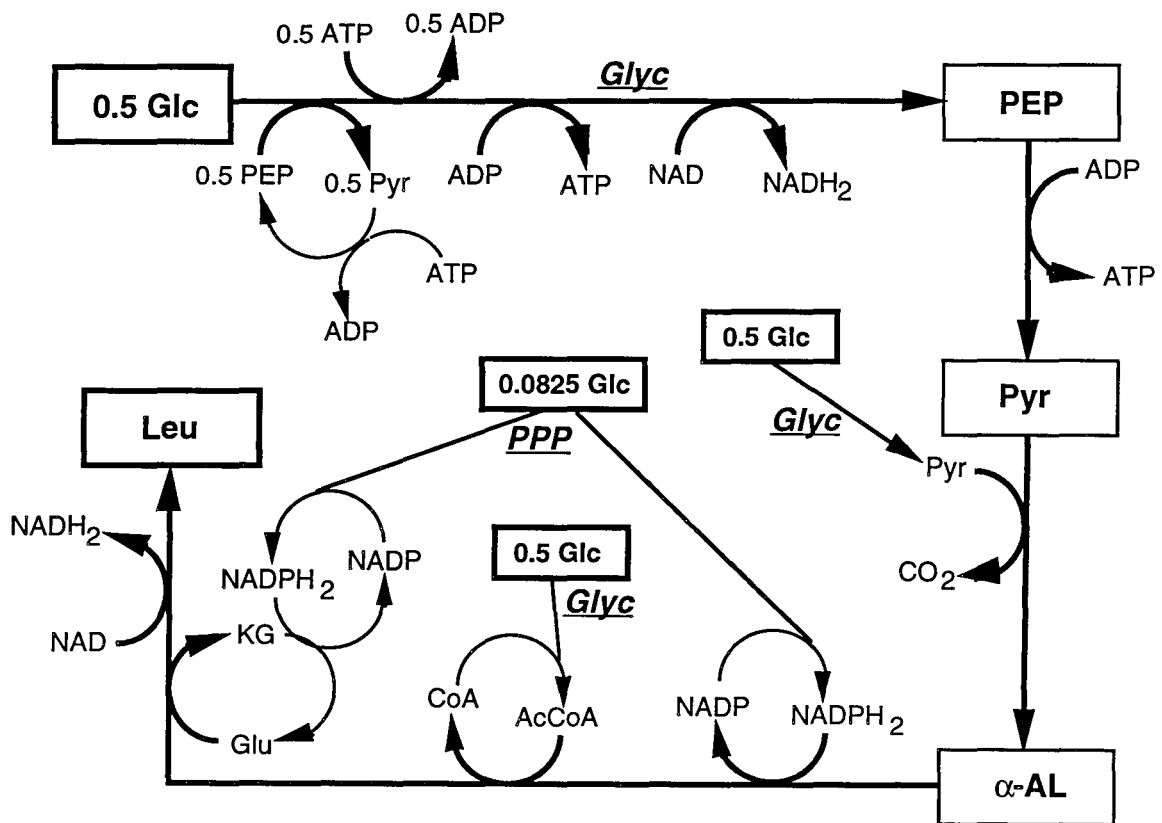 0.5 ATP
0.5 ADP
Glyc
0.5 Glc
PEP
0.5 PEP
0.5 Pyr
ADP
ATP
NAD
NADH2
ADP
ATP
ATP
ADP
0.5 Glc
0.0825 Glc
Pyr
Leu
PPP
Glyc
Pyr
NADH2
NADPH2
NADP
0.5 Glc
CO2
Glyc
NAD
KG
CoA
AcCoA
NADP
NADPH2
Glu
α-AL